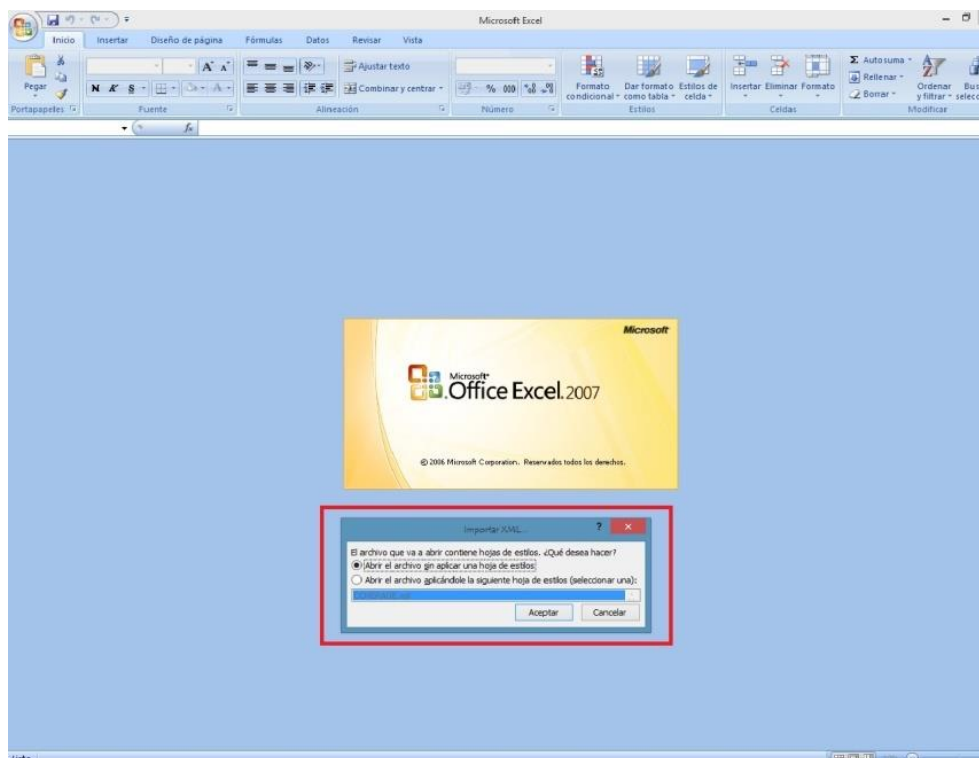 Microsoft Excel
Inicio Insertar Diseño de página Fórmulas Datos Revisar Vista
Pegar
N K S
Ajustar texto
Combinar y centrar
% 000
Formato condicional
Dar formato como tabla
Estilos de celda
Insertar Eliminar Formato
Σ Autosuma
Rellenar
Borrar
Ordenar y filtrar
Portapapeles Fuente Alineación Número Estilos Celdas Modificar
fx
Microsoft
Microsoft
Office Excel 2007
© 2006 Microsoft Corporation. Reservados todos los derechos.
Importar XML
?
El archivo que va a abrir contiene hojas de estilos. ¿Qué desea hacer?
Abrir el archivo sin aplicar una hoja de estilos
Abrir el archivo aplicándole la siguiente hoja de estilos (seleccionar una):
Aceptar Cancelar